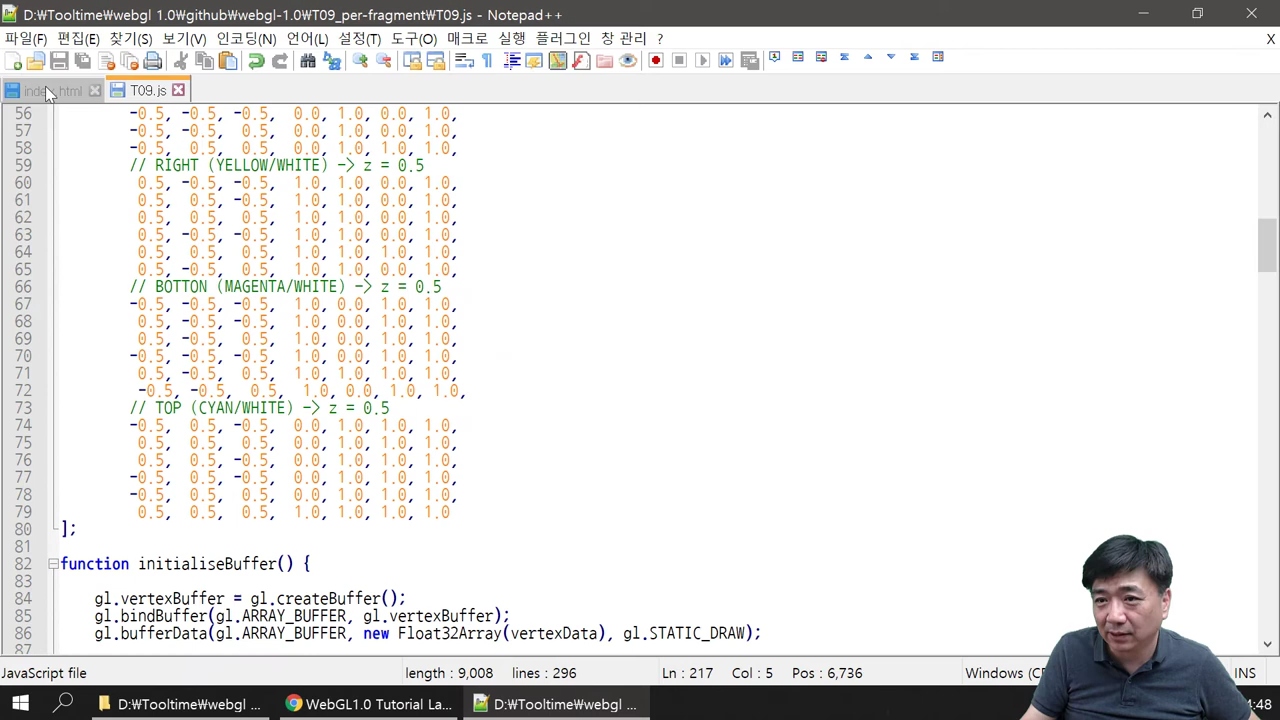 D:₩Tooltime₩webgl 1.0₩github₩webgl-1.0₩T09_per-fragment₩T09.js - Notepad++
파일(F) 편집(E) 찾기(S) 보기(V) 인코딩(N) 언어(L) 설정(T) 도구(O) 매크로 실행 플러그인 창 관리 ? X
T09.js
56 -0.5, -0.5, -0.5, 0.0, 1.0, 0.0, 1.0,
57 -0.5, -0.5, 0.5, 0.0, 1.0, 0.0, 1.0,
58 -0.5, -0.5, 0.5, 0.0, 1.0, 1.0, 1.0,
59 // RIGHT (YELLOW/WHITE) -> z = 0.5
60 0.5, -0.5, -0.5, 1.0, 1.0, 0.0, 1.0,
61 0.5, -0.5, 0.5, 1.0, 1.0, 0.0, 1.0,
62 0.5, 0.5, 0.5, 1.0, 1.0, 0.0, 1.0,
63 0.5, 0.5, -0.5, 1.0, 1.0, 0.0, 1.0,
64 0.5, 0.5, 0.5, 1.0, 1.0, 1.0, 1.0,
65 0.5, -0.5, 0.5, 1.0, 1.0, 0.0, 1.0,
66 // BOTTON (MAGENTA/WHITE) -> z = 0.5
67 -0.5, -0.5, -0.5, 1.0, 0.0, 1.0, 1.0,
68 0.5, -0.5, -0.5, 1.0, 0.0, 1.0, 1.0,
69 0.5, -0.5, 0.5, 1.0, 0.0, 1.0, 1.0,
70 -0.5, -0.5, -0.5, 1.0, 0.0, 1.0, 1.0,
71 0.5, -0.5, 0.5, 1.0, 1.0, 1.0, 1.0,
72 -0.5, -0.5, 0.5, 1.0, 0.0, 1.0, 1.0,
73 // TOP (CYAN/WHITE) -> z = 0.5
74 -0.5, 0.5, -0.5, 0.0, 1.0, 1.0, 1.0,
75 0.5, 0.5, -0.5, 0.0, 1.0, 1.0, 1.0,
76 0.5, 0.5, 0.5, 0.0, 1.0, 1.0, 1.0,
77 -0.5, 0.5, -0.5, 0.0, 1.0, 1.0, 1.0,
78 -0.5, 0.5, 0.5, 0.0, 1.0, 1.0, 1.0,
79 0.5, 0.5, 0.5, 1.0, 1.0, 1.0, 1.0
80 ];
81
82 function initialiseBuffer() {
83
84 gl.vertexBuffer = gl.createBuffer();
85 gl.bindBuffer(gl.ARRAY_BUFFER, gl.vertexBuffer);
86 gl.bufferData(gl.ARRAY_BUFFER, new Float32Array(vertexData), gl.STATIC_DRAW);
87
JavaScript file length : 9,008 lines : 296 Ln : 217 Col : 5 Pos : 6,736 Windows INS
D:₩Tooltime₩webgl ... WebGL1.0 Tutorial La... D:₩Tooltime₩webgl ...